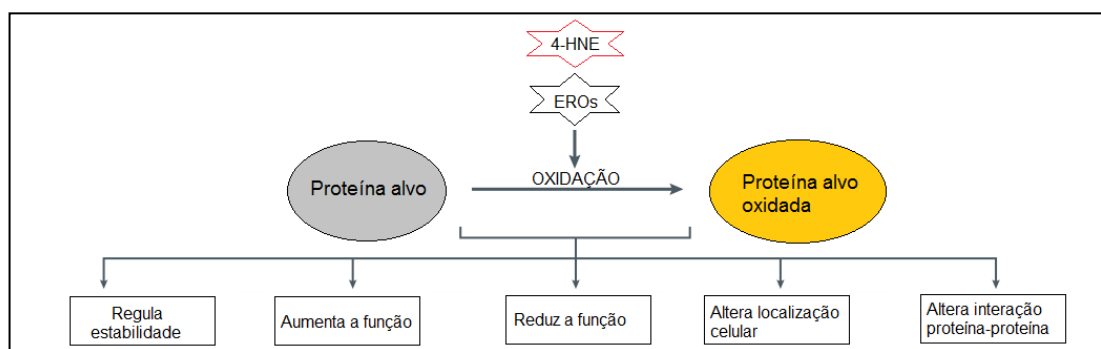 4-HNE
EROs
Proteína alvo
OXIDAÇÃO
Proteína alvo
oxidada
Regula
estabilidade
Aumenta a função
Reduz a função
Altera localização
celular
Altera interação
proteína-proteína